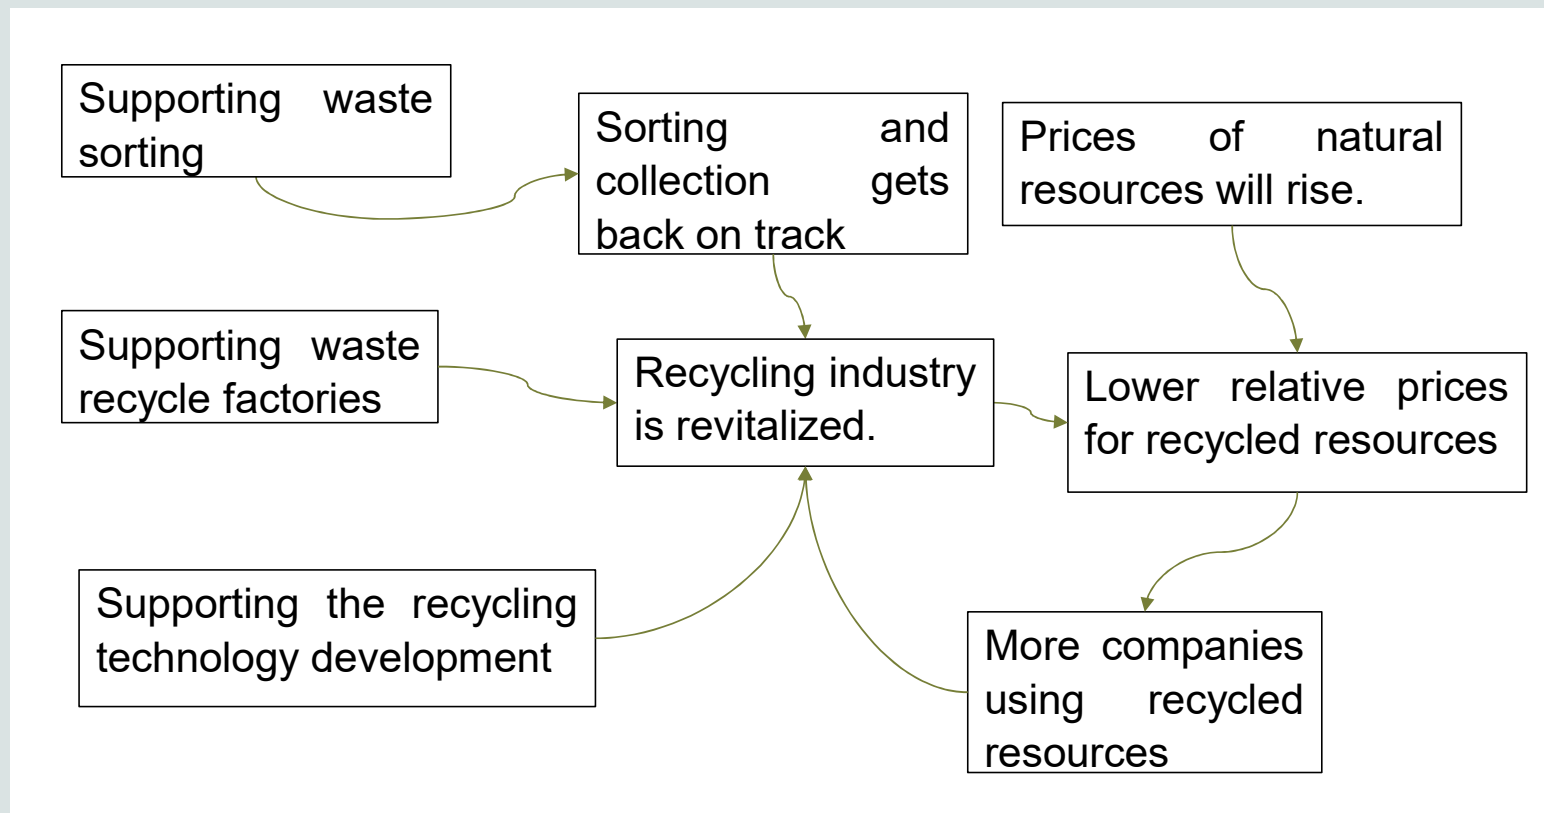 Supporting waste
sorting
Sorting and
collection gets
back on track
Prices of natural
resources will rise.
Supporting waste
recycle factories
Recycling industry
is revitalized.
Lower relative prices
for recycled resources
Supporting the recycling
technology development
More companies
using recycled
resources